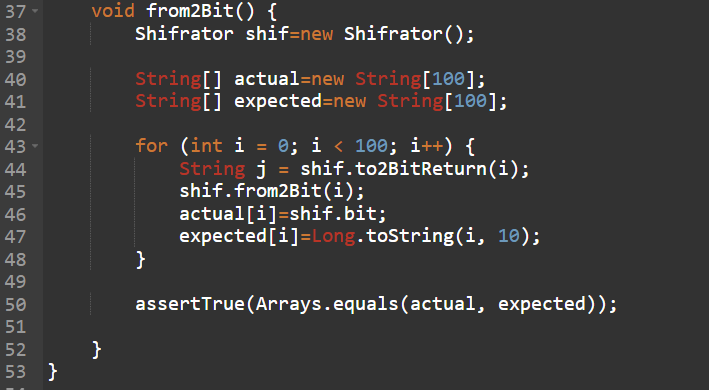 37 void from2Bit() {
38 Shifrator shif=new Shifrator();
39
40 String[] actual=new String[100];
41 String[] expected=new String[100];
42
43 for (int i = 0; i < 100; i++) {
44 String j = shif.to2BitReturn(i);
45 shif.from2Bit(i);
46 actual[i]=shif.bit;
47 expected[i]=Long.toString(i, 10);
48 }
49
50 assertTrue(Arrays.equals(actual, expected));
51
52 }
53 }